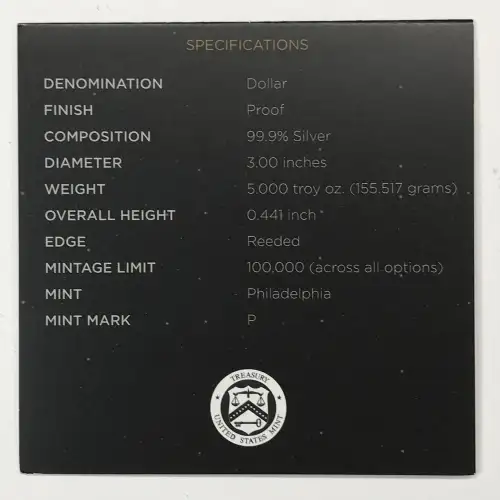 SPECIFICATIONS
DENOMINATION Dollar
FINISH Proof
COMPOSITION 99.9% Silver
DIAMETER 3.00 inches
WEIGHT 5.000 troy oz. (155.517 grams)
OVERALL HEIGHT 0.441 inch*
EDGE Reeded
MINTAGE LIMIT 100,000 (across all options)
MINT Philadelphia
MINT MARK P
TREASURY
UNITED STATES MINT